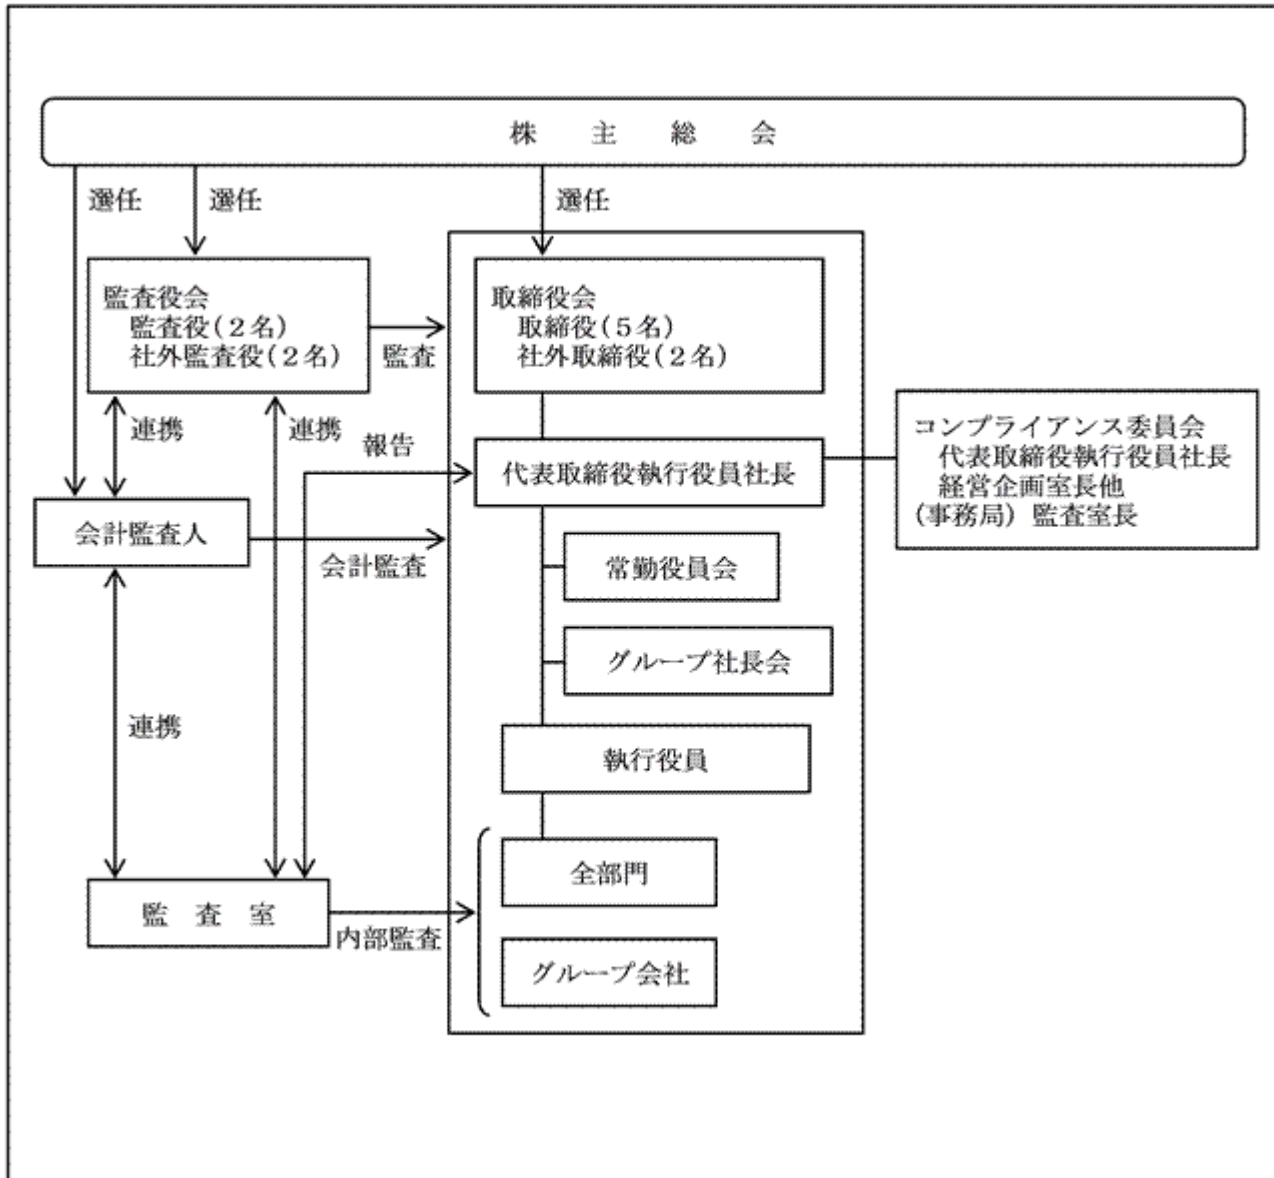 株主総会
選任
選任
選任
監査役会
監査役(2名)
社外監査役(2名)
監査
取締役会
取締役(5名)
社外取締役(2名)
連携
連携
報告
代表取締役執行役員社長
コンプライアンス委員会
代表取締役執行役員社長
経営企画室長他
(事務局) 監査室長
会計監査人
会計監査
常勤役員会
グループ社長会
連携
執行役員
全部門
監査室
内部監査
グループ会社